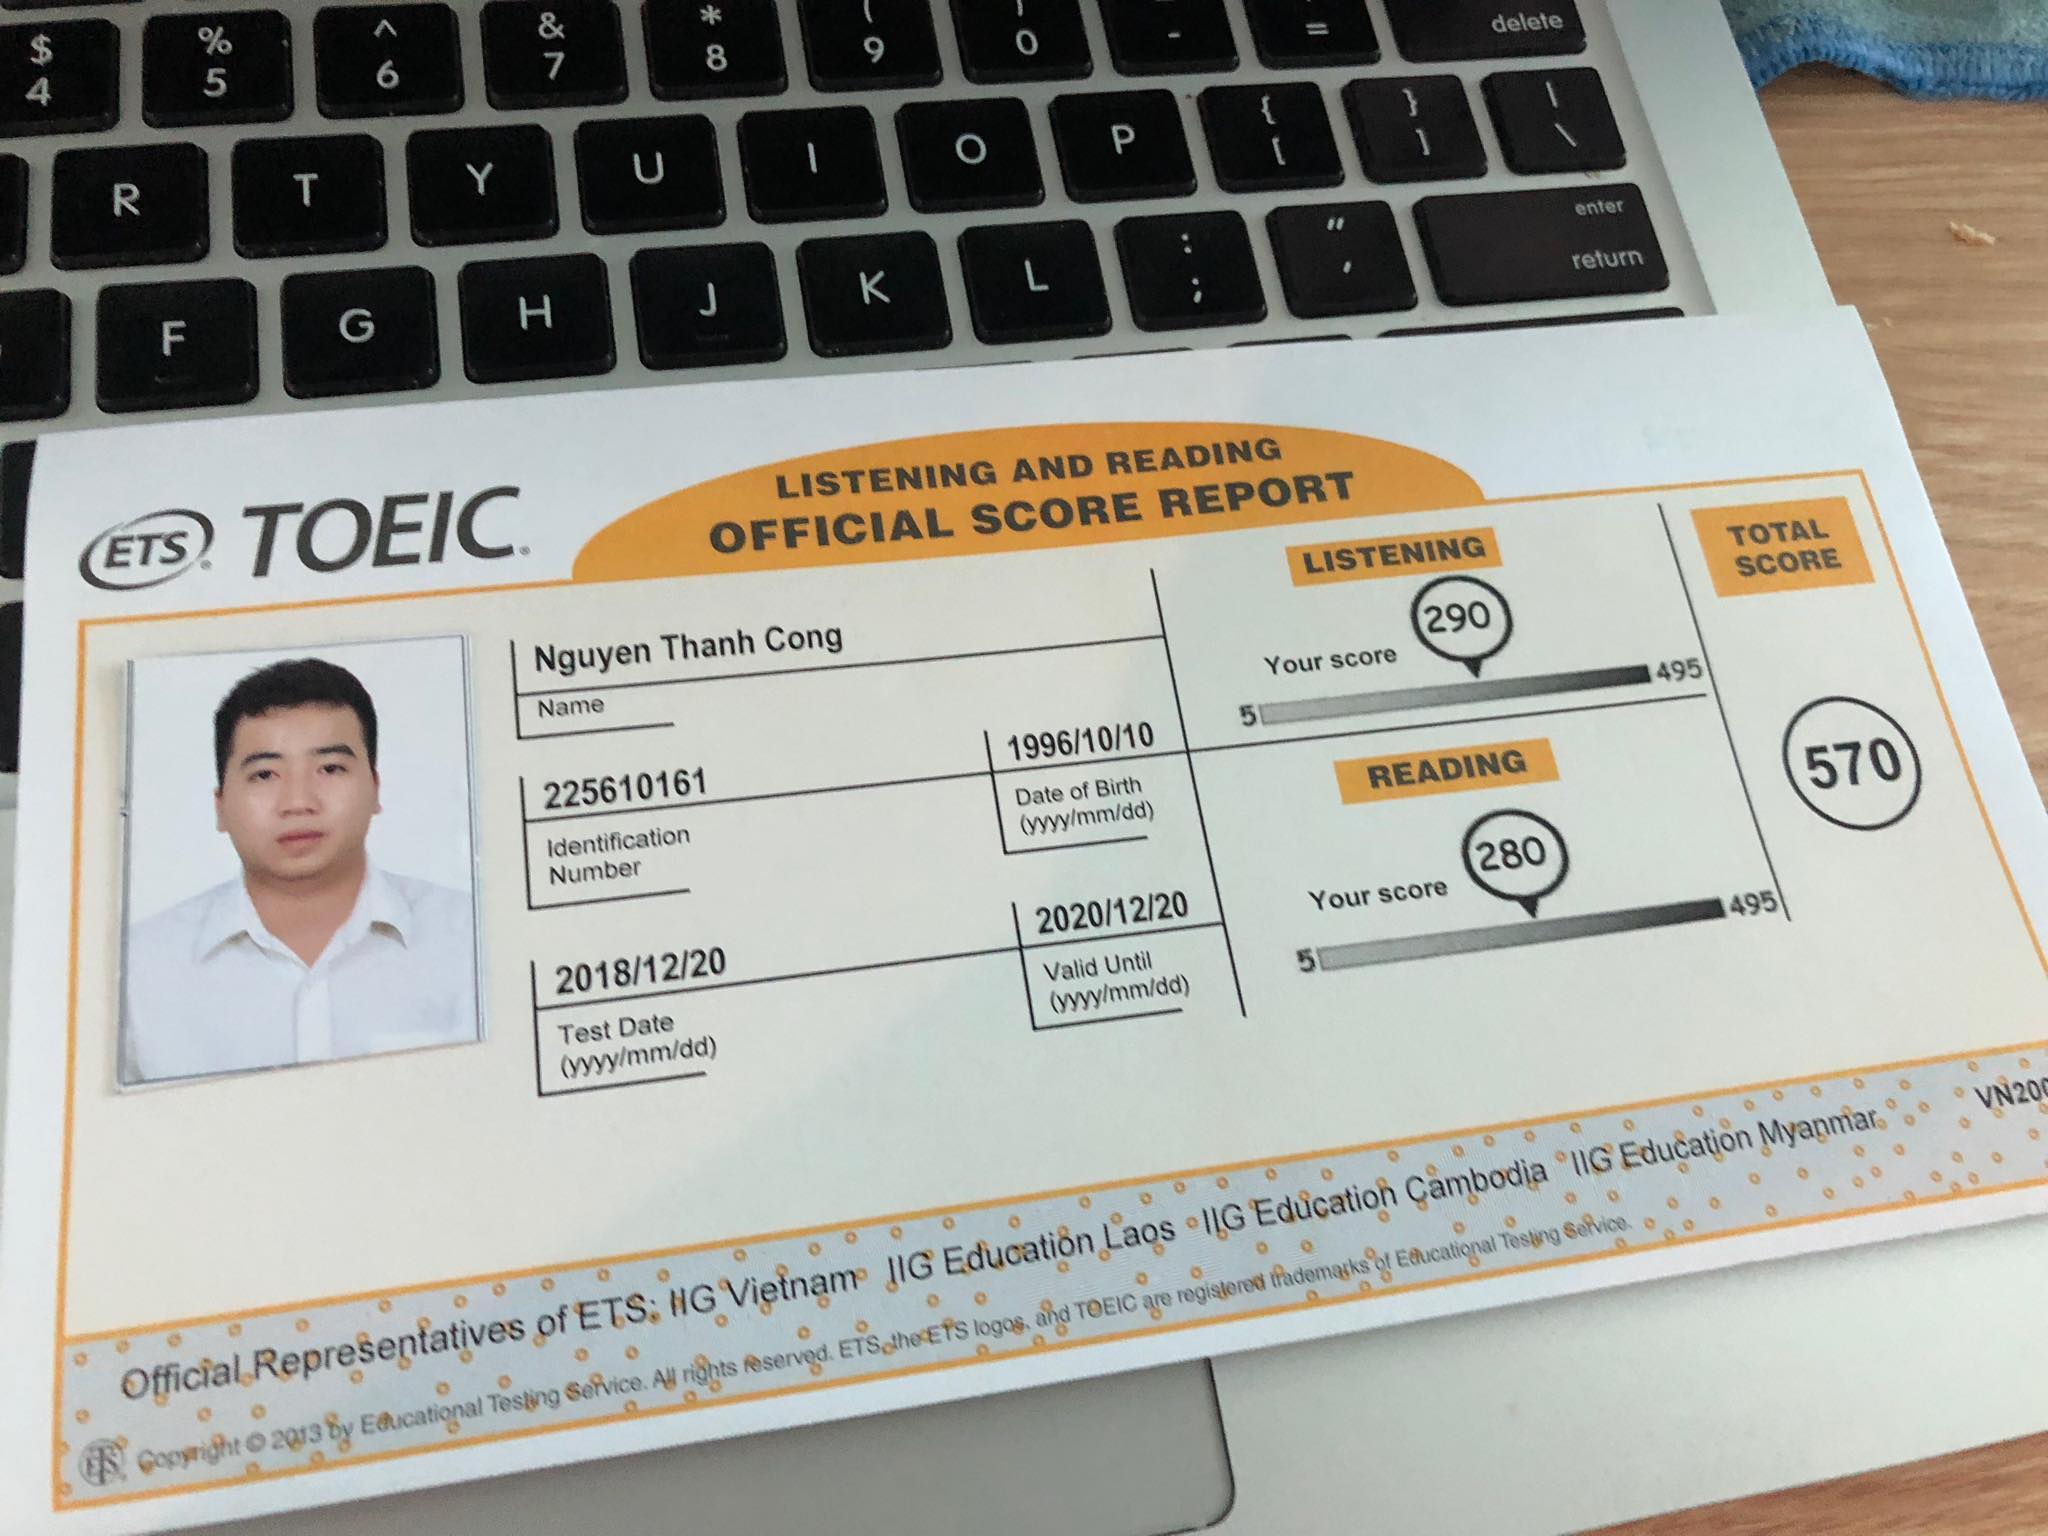 $
4
%
5
^
6
&
7
*
8
(
9
)
0
-
=
delete
R
T
Y
U
I
O
P
{
[
}
]
|
\
enter
return
F
G
H
J
K
L
:
;
"
'
ETS® TOEIC®
LISTENING AND READING
OFFICIAL SCORE REPORT
Nguyen Thanh Cong
Name
225610161
Identification
Number
1996/10/10
Date of Birth
(yyyy/mm/dd)
2018/12/20
Test Date
(yyyy/mm/dd)
2020/12/20
Valid Until
(yyyy/mm/dd)
LISTENING
Your score
290
5
495
READING
Your score
280
5
495
TOTAL
SCORE
570
VN200
Official Representatives of ETS: IIG Vietnam IIG Education Laos IIG Education Cambodia IIG Education Myanmar
ETS Copyright © 2013 by Educational Testing Service. All rights reserved. ETS, the ETS logos, and TOEIC are registered trademarks of Educational Testing Service.